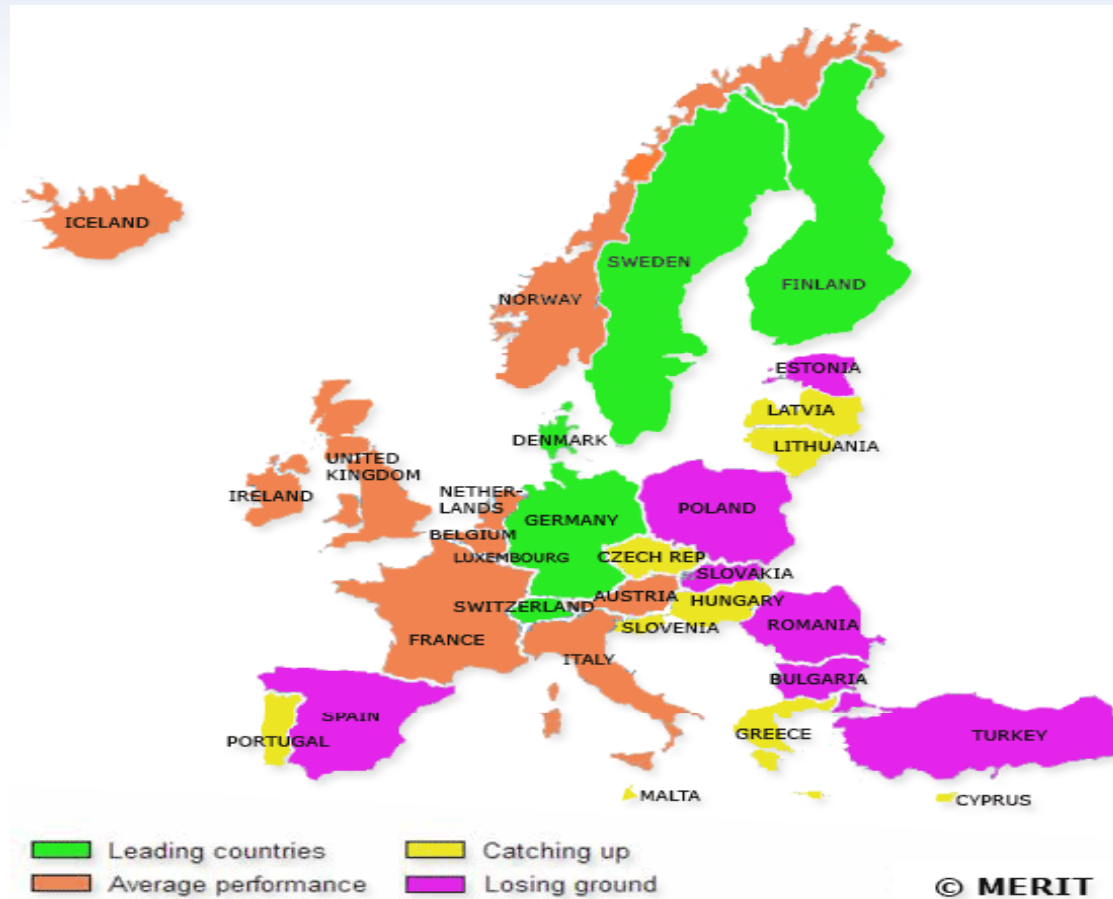 ICELAND
SWEDEN
FINLAND
NORWAY
ESTONIA
LATVIA
DENMARK
LITHUANIA
UNITED
KINGDOM
NETHER-
LANDS
IRELAND
POLAND
GERMANY
BELGIUM
LUXEMBOURG
CZECH REP
SLOVAKIA
AUSTRIA
HUNGARY
SWITZERLAND
SLOVENIA
ROMANIA
FRANCE
ITALY
BULGARIA
SPAIN
PORTUGAL
GREECE
TURKEY
MALTA
CYPRUS
Leading countries
Catching up
Average performance
Losing ground
© MERIT